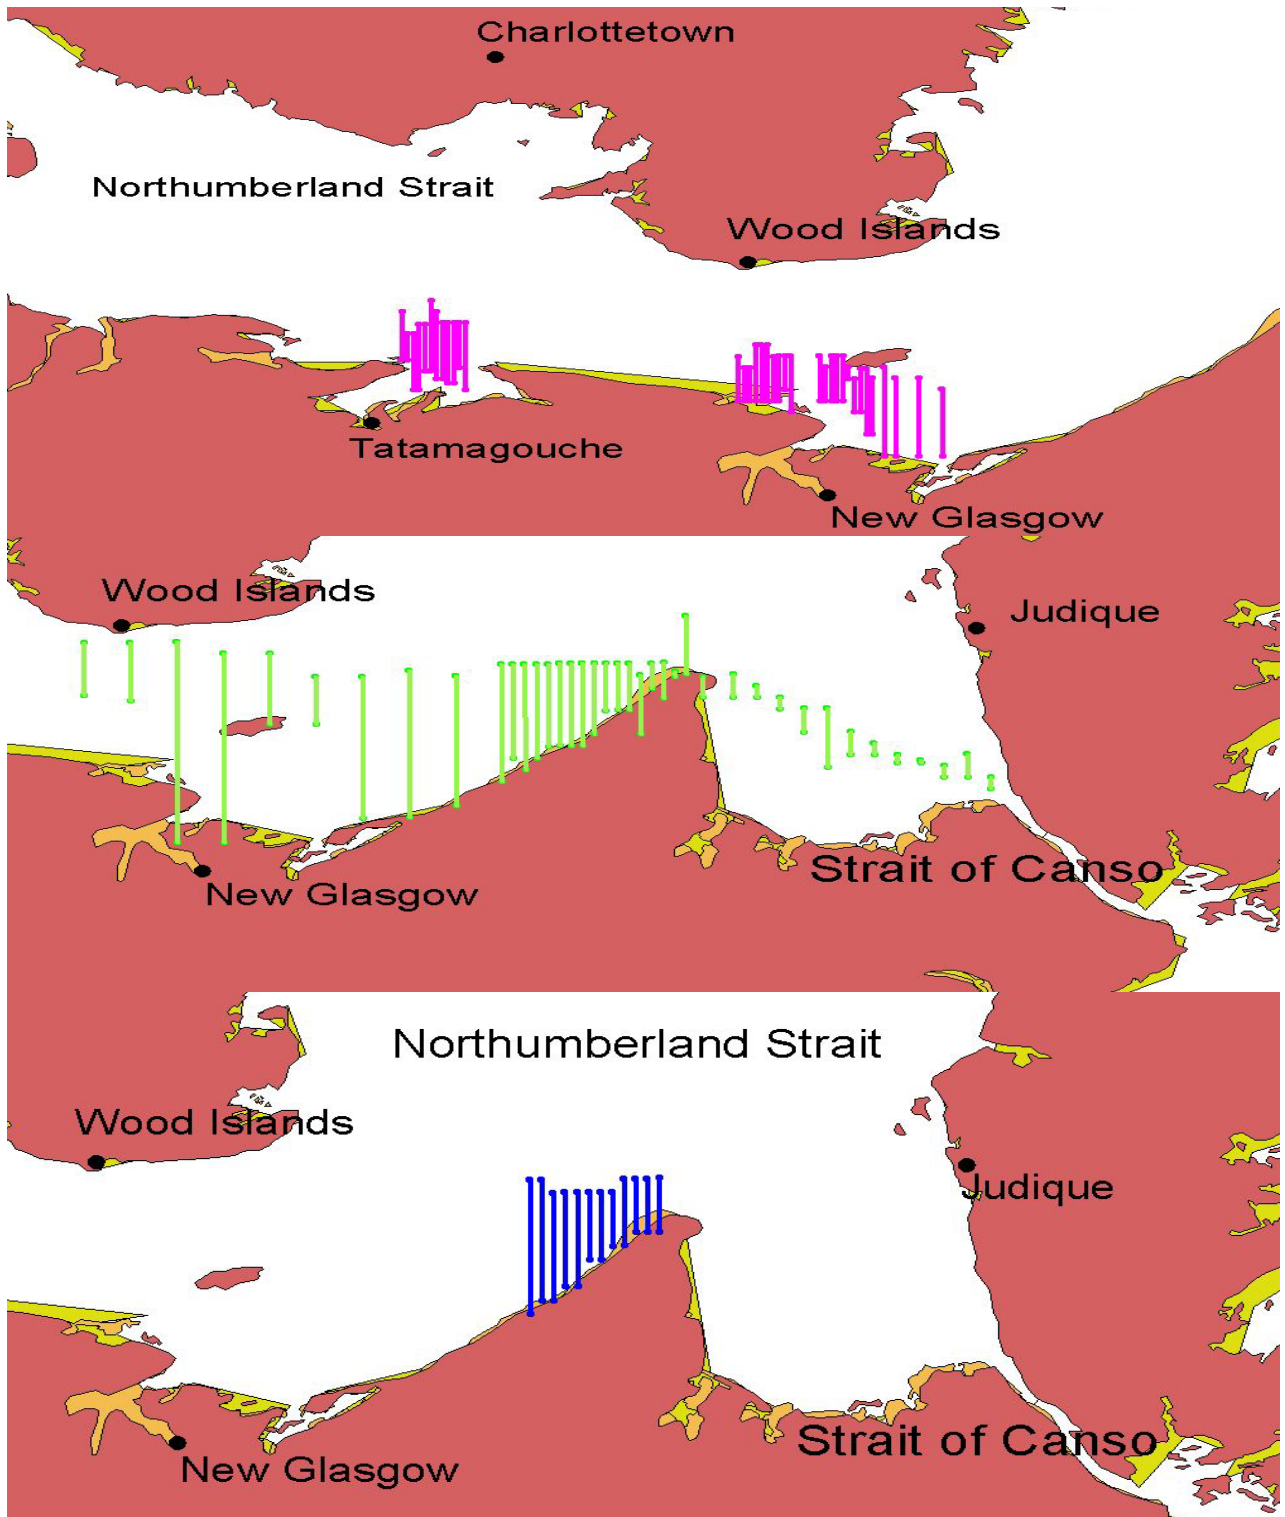 Charlottetown
Northumberland Strait
Wood Islands
Tatamagouche
New Glasgow
Wood Islands
Judique
Strait of Canso
New Glasgow
Northumberland Strait
Wood Islands
Judique
Strait of Canso
New Glasgow